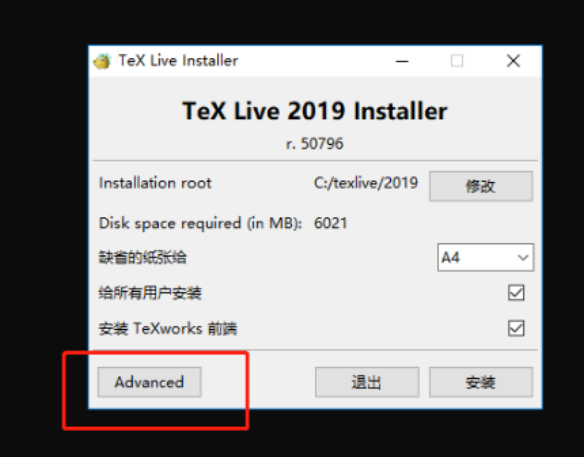 TeX Live Installer
TeX Live 2019 Installer
r. 50796
Installation root C:/texlive/2019 修改
Disk space required (in MB): 6021
缺省的纸张给 A4
给所有用户安装
安装 TeXworks 前端
Advanced 退出 安装